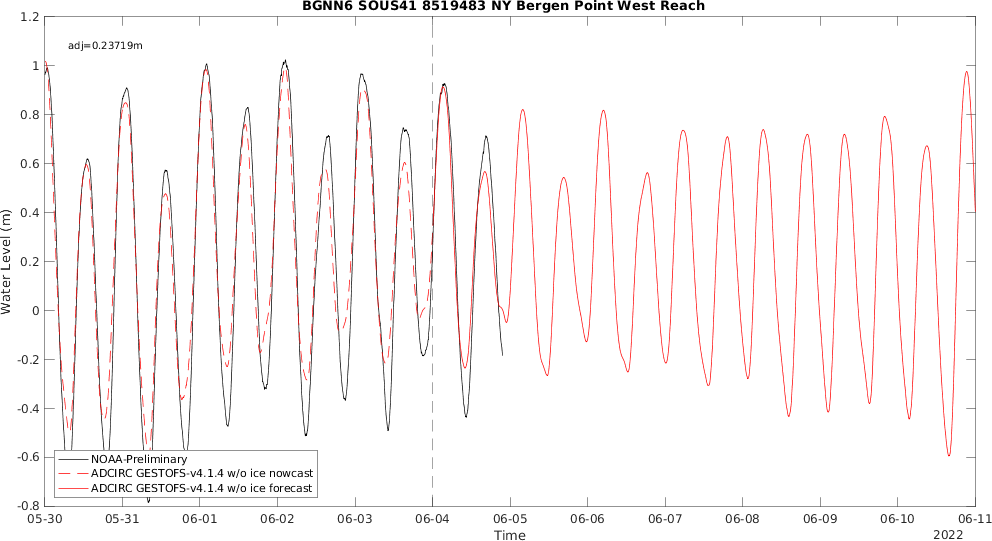 BGNN6 SOUS41 8519483 NY Bergen Point West Reach
adj=0.23719m
1.2
1
0.8
0.6
0.4
0.2
0
-0.2
-0.4
-0.6
-0.8
Water Level (m)
NOAA-Preliminary
ADCIRC GESTOFS-v4.1.4 w/o ice nowcast
ADCIRC GESTOFS-v4.1.4 w/o ice forecast
05-30 05-31 06-01 06-02 06-03 06-04 06-05 06-06 06-07 06-08 06-09 06-10 06-11
Time
2022